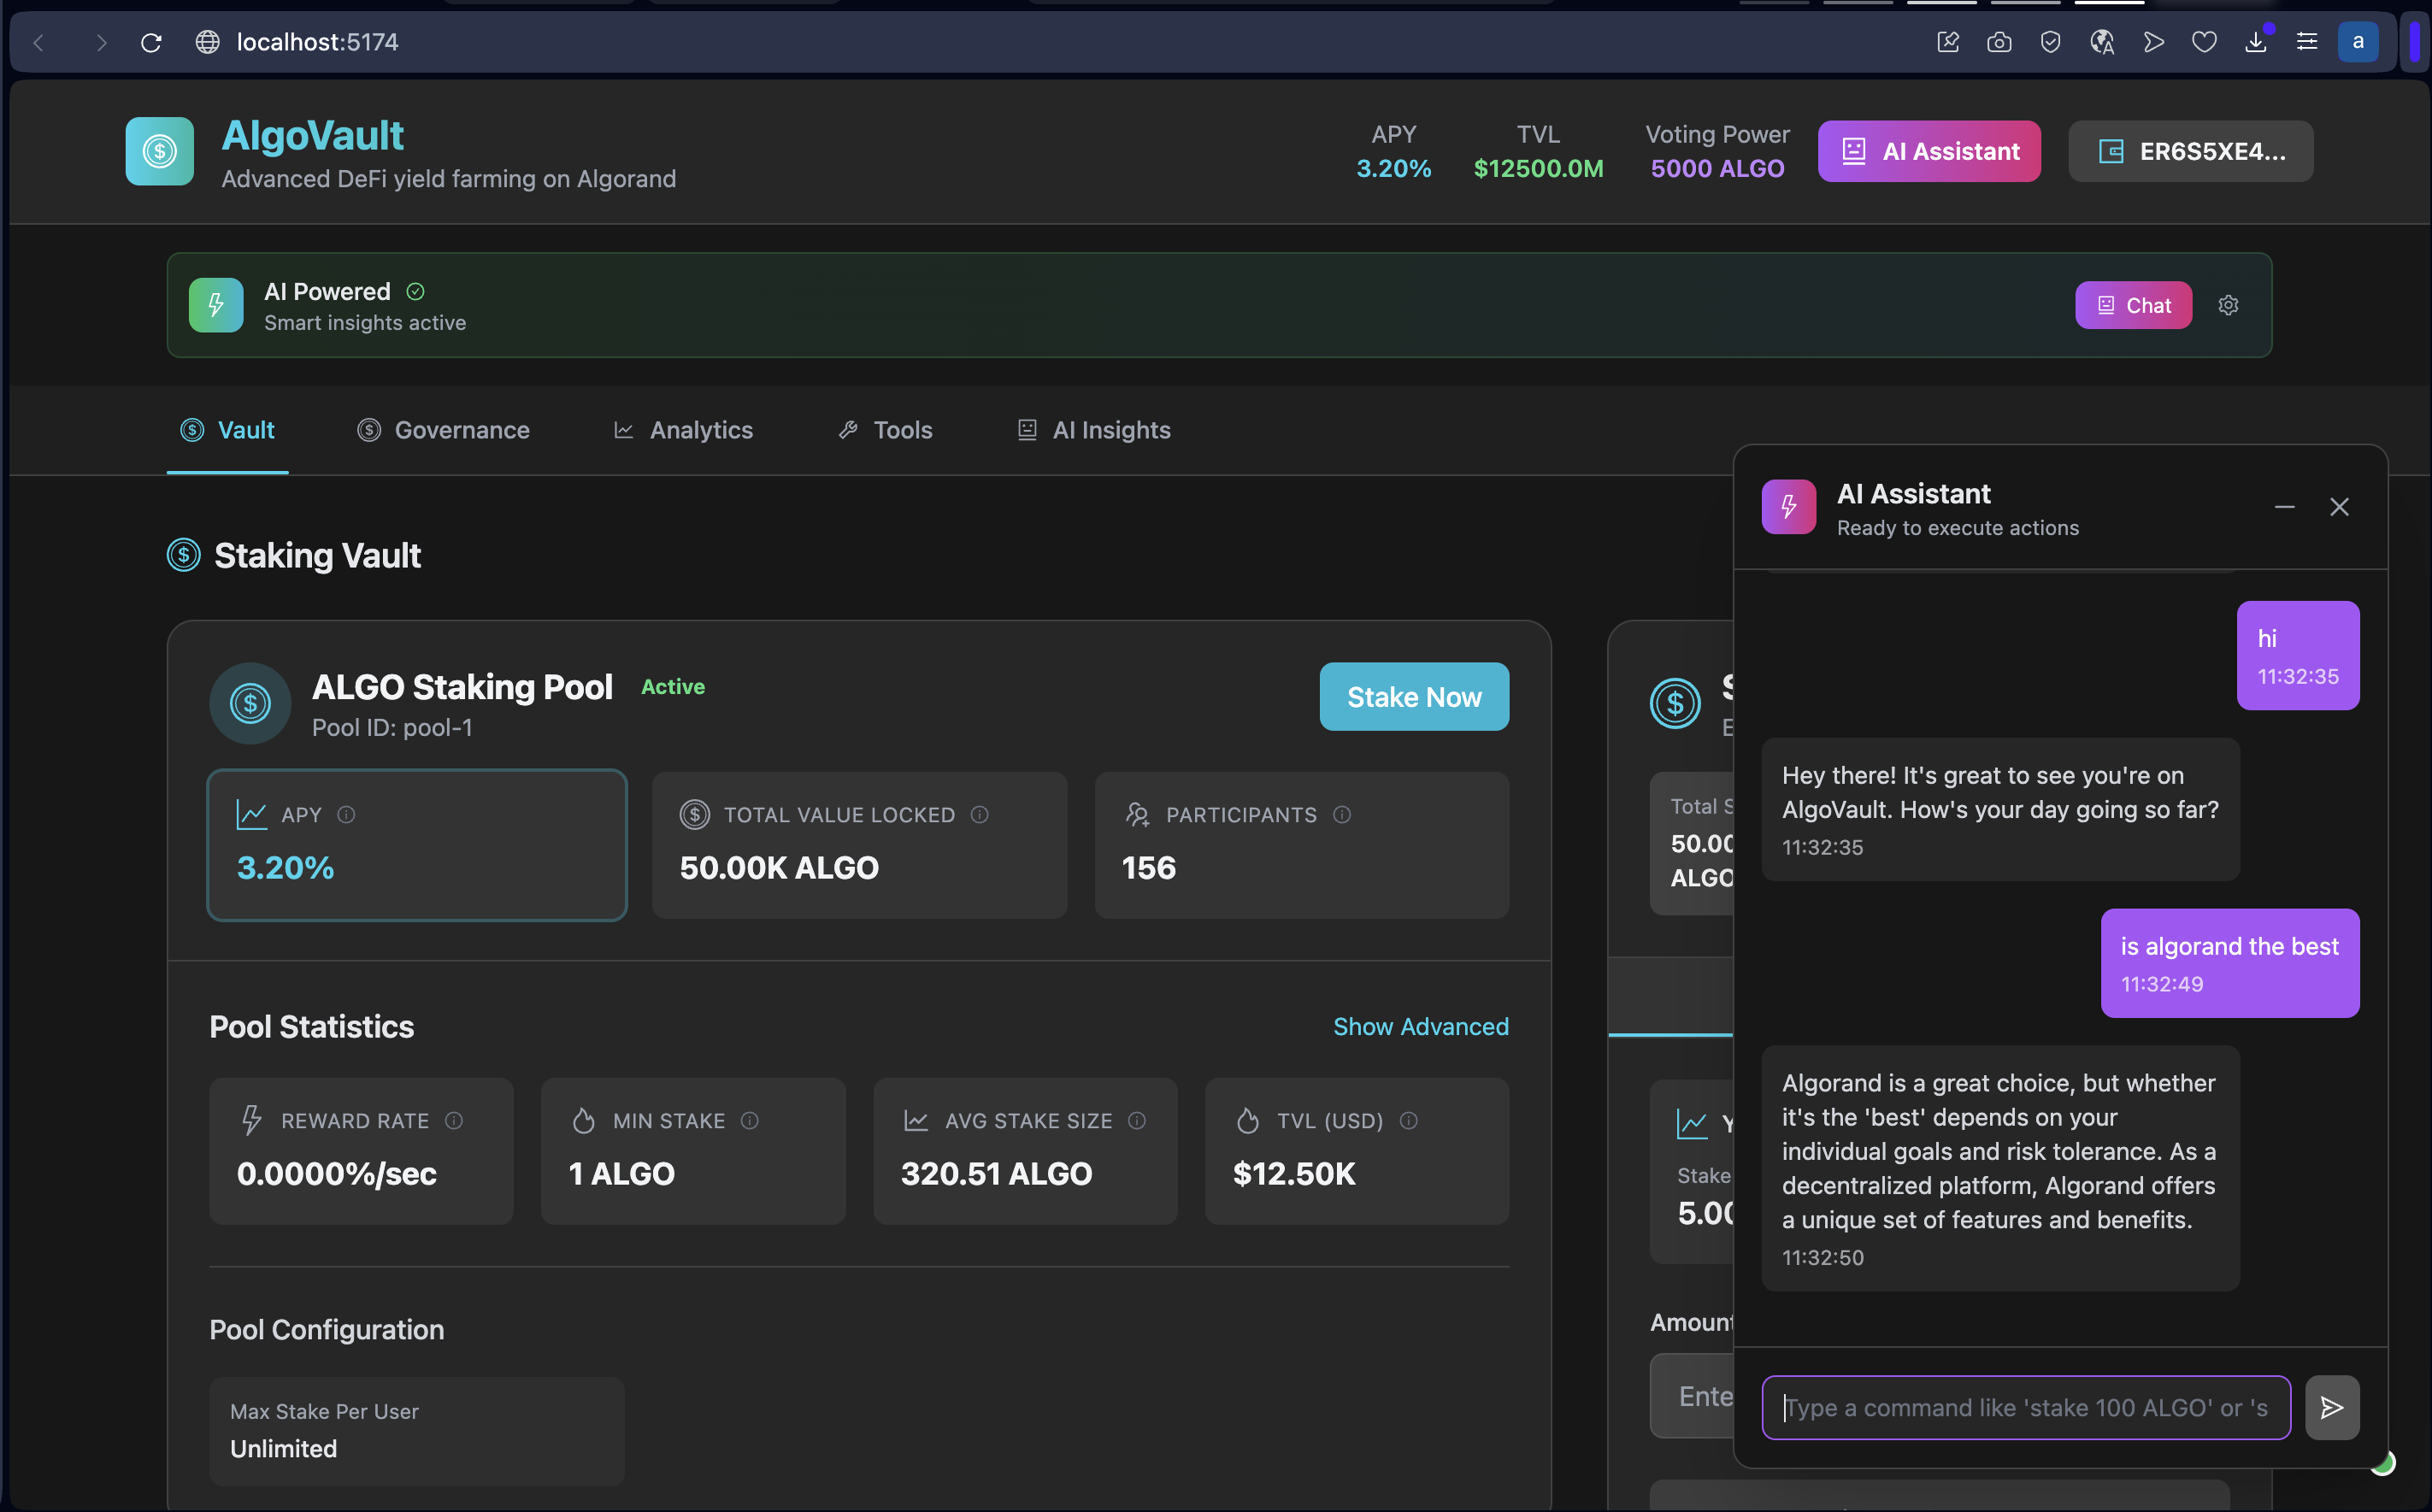 localhost:5174
a
AlgoVault
Advanced DeFi yield farming on Algorand
APY
3.20%
TVL
$12500.0M
Voting Power
5000 ALGO
AI Assistant
ER6S5XE4...
AI Powered
Smart insights active
Chat
Vault
Governance
Analytics
Tools
AI Insights
Staking Vault
ALGO Staking Pool
Active
Pool ID: pool-1
Stake Now
APY
3.20%
TOTAL VALUE LOCKED
50.00K ALGO
PARTICIPANTS
156
Pool Statistics
Show Advanced
REWARD RATE
0.0000%/sec
MIN STAKE
1 ALGO
AVG STAKE SIZE
320.51 ALGO
TVL (USD)
$12.50K
Pool Configuration
Max Stake Per User
Unlimited
Total
50.00
ALGO
Stake
5.00
Amount
Ente
AI Assistant
Ready to execute actions
hi
11:32:35
Hey there! It's great to see you're on
AlgoVault. How's your day going so far?
11:32:35
is algorand the best
11:32:49
Algorand is a great choice, but whether
it's the 'best' depends on your
individual goals and risk tolerance. As a
decentralized platform, Algorand offers
a unique set of features and benefits.
11:32:50
Type a command like 'stake 100 ALGO' or 's